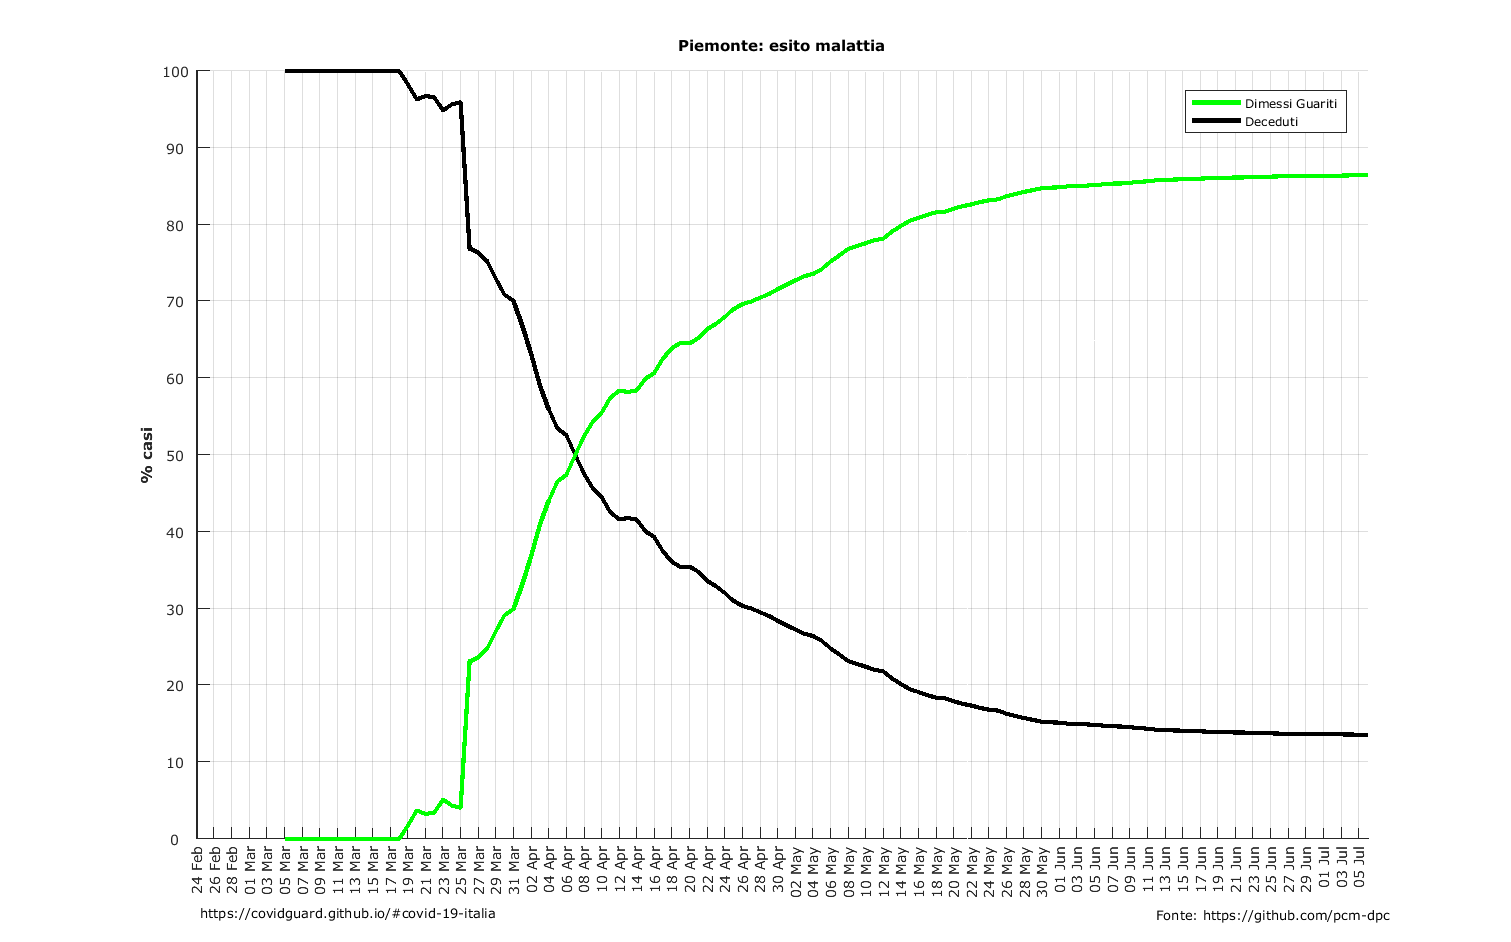 Piemonte: esito malattia
100
90
80
70
60
50
40
30
20
10
0
% casi
Dimessi Guariti
Deceduti
24 Feb
26 Feb
28 Feb
01 Mar
03 Mar
05 Mar
07 Mar
09 Mar
11 Mar
13 Mar
15 Mar
17 Mar
19 Mar
21 Mar
23 Mar
25 Mar
27 Mar
29 Mar
31 Mar
02 Apr
04 Apr
06 Apr
08 Apr
10 Apr
12 Apr
14 Apr
16 Apr
18 Apr
20 Apr
22 Apr
24 Apr
26 Apr
28 Apr
30 Apr
02 May
04 May
06 May
08 May
10 May
12 May
14 May
16 May
18 May
20 May
22 May
24 May
26 May
28 May
30 May
01 Jun
03 Jun
05 Jun
07 Jun
09 Jun
11 Jun
13 Jun
15 Jun
17 Jun
19 Jun
21 Jun
23 Jun
25 Jun
27 Jun
29 Jun
01 Jul
03 Jul
05 Jul
https://covidguard.github.io/#covid-19-italia
Fonte: https://github.com/pcm-dpc